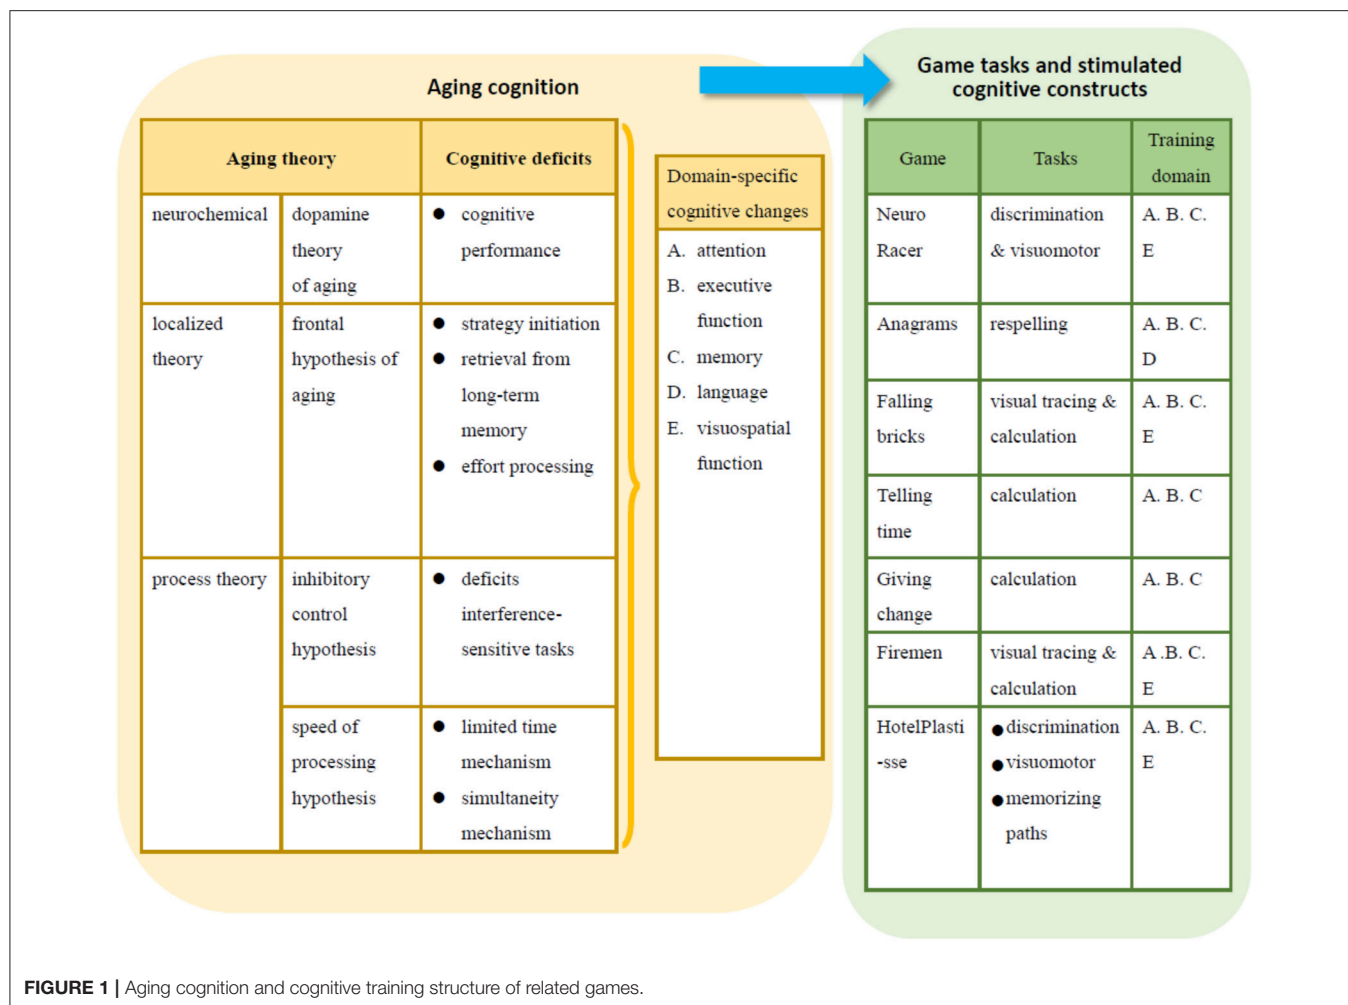 Aging cognition
Aging theory
Cognitive deficits
neurochemical
dopamine
theory
of aging
● cognitive
performance
localized
theory
frontal
hypothesis of
aging
● strategy initiation
● retrieval from
long-term
memory
● effort processing
process theory
inhibitory
control
hypothesis
● deficits
interference-
sensitive tasks
speed of
processing
hypothesis
● limited time
mechanism
● simultaneity
mechanism
Domain-specific
cognitive changes
A. attention
B. executive
function
C. memory
D. language
E. visuospatial
function
Game tasks and stimulated
cognitive constructs
Game
Tasks
Training
domain
Neuro
Racer
discrimination
& visuomotor
A. B. C.
E
Anagrams
respelling
A. B. C.
D
Falling
bricks
visual tracing &
calculation
A. B. C.
E
Telling
time
calculation
A. B. C
Giving
change
calculation
A. B. C
Firemen
visual tracing &
calculation
A .B. C.
E
HotelPlasti
-sse
●discrimination
●visuomotor
●memorizing
paths
A. B. C.
E
FIGURE 1 | Aging cognition and cognitive training structure of related games.